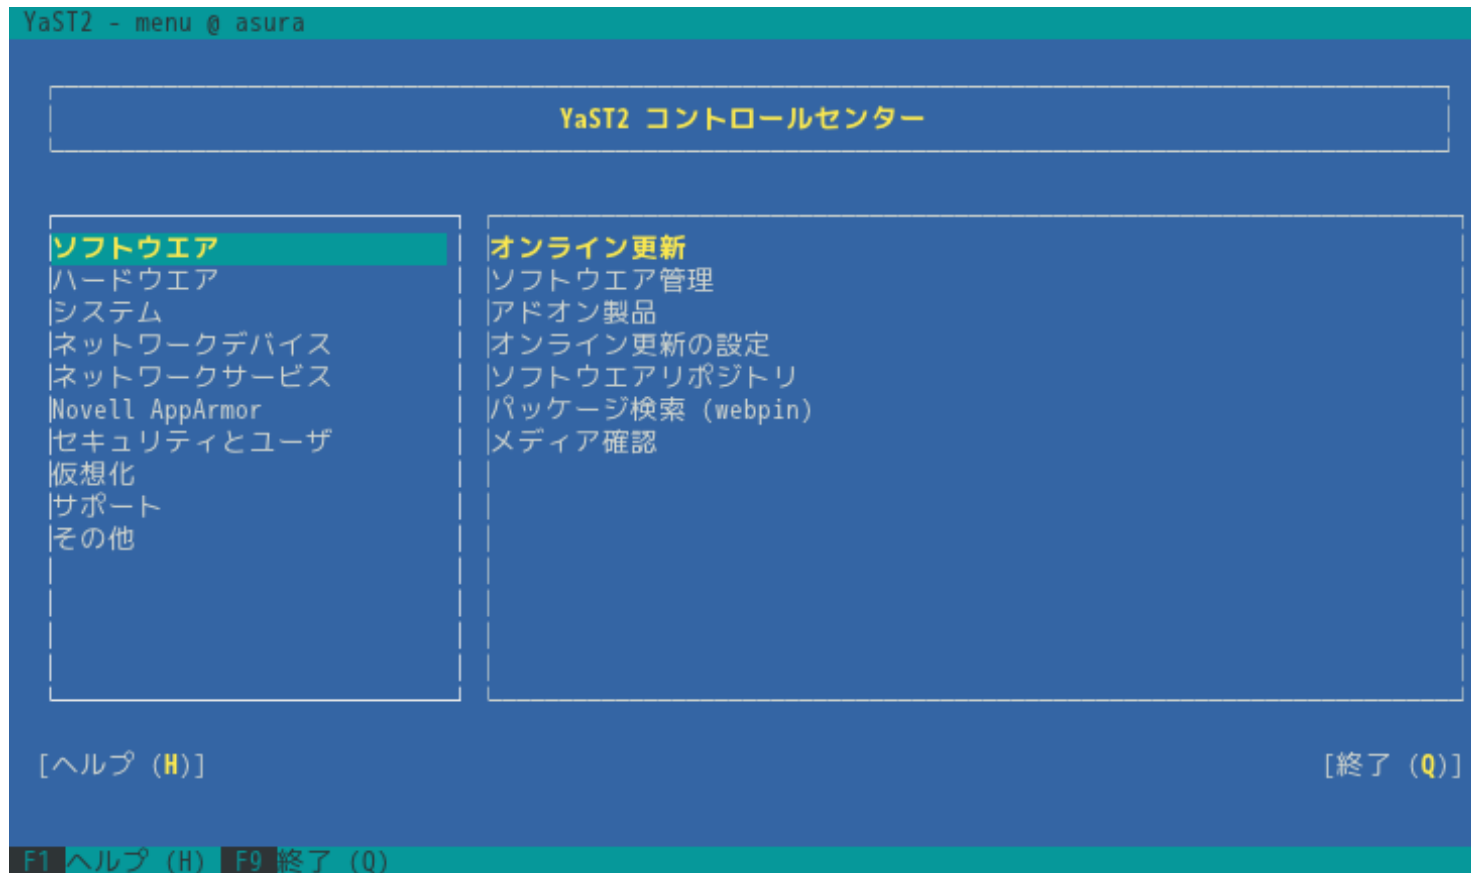 YaST2 - menu @ asura
YaST2 コントロールセンター
ソフトウエア
ハードウエア
システム
ネットワークデバイス
ネットワークサービス
Novell AppArmor
セキュリティとユーザ
仮想化
サポート
その他
オンライン更新
ソフトウエア管理
アドオン製品
オンライン更新の設定
ソフトウエアリポジトリ
パッケージ検索 (webpin)
メディア確認
[ヘルプ (H)] [終了 (Q)]
F1 ヘルプ (H) F9 終了 (Q)